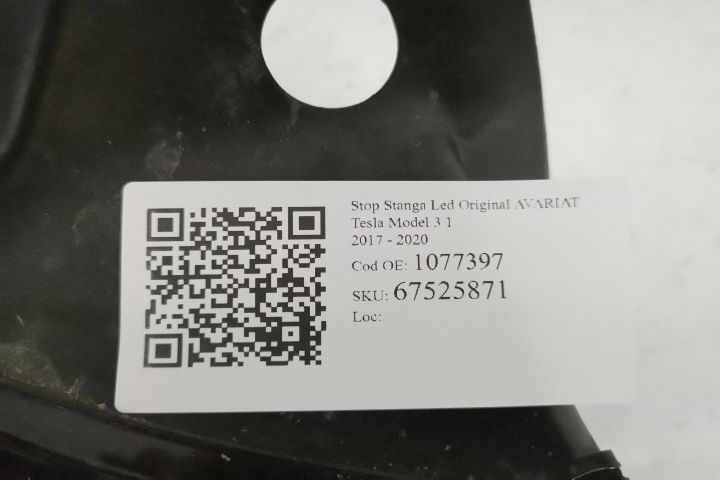 Stop Stanga Led Original AVARIAT
Tesla Model 3 1
2017 - 2020
Cod OE: 1077397
SKU: 67525871
Loc: